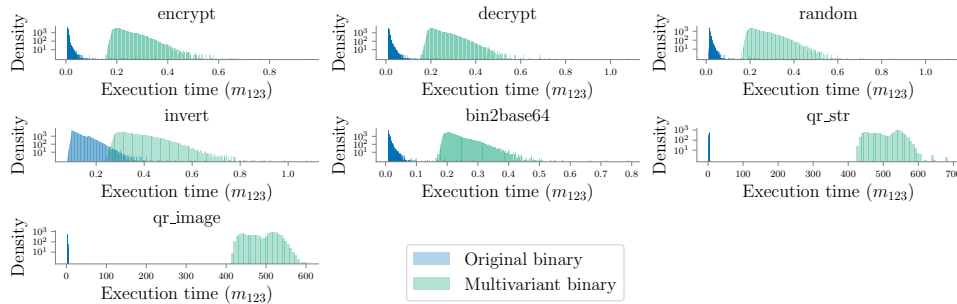 encrypt
Density
10³
10²
10¹
0.0 0.2 0.4 0.6 0.8
Execution time (m₁₂₃)
decrypt
Density
10³
10²
10¹
0.0 0.2 0.4 0.6 0.8 1.0
Execution time (m₁₂₃)
random
Density
10³
10²
10¹
0.0 0.2 0.4 0.6 0.8 1.0
Execution time (m₁₂₃)
invert
Density
10³
10²
10¹
0.2 0.4 0.6 0.8 1.0
Execution time (m₁₂₃)
bin2base64
Density
10³
10²
10¹
0.0 0.1 0.2 0.3 0.4 0.5 0.6 0.7 0.8
Execution time (m₁₂₃)
qr_str
Density
10³
10²
10¹
0 100 200 300 400 500 600 700
Execution time (m₁₂₃)
qr_image
Density
10³
10²
10¹
0 100 200 300 400 500 600
Execution time (m₁₂₃)
Original binary
Multivariant binary